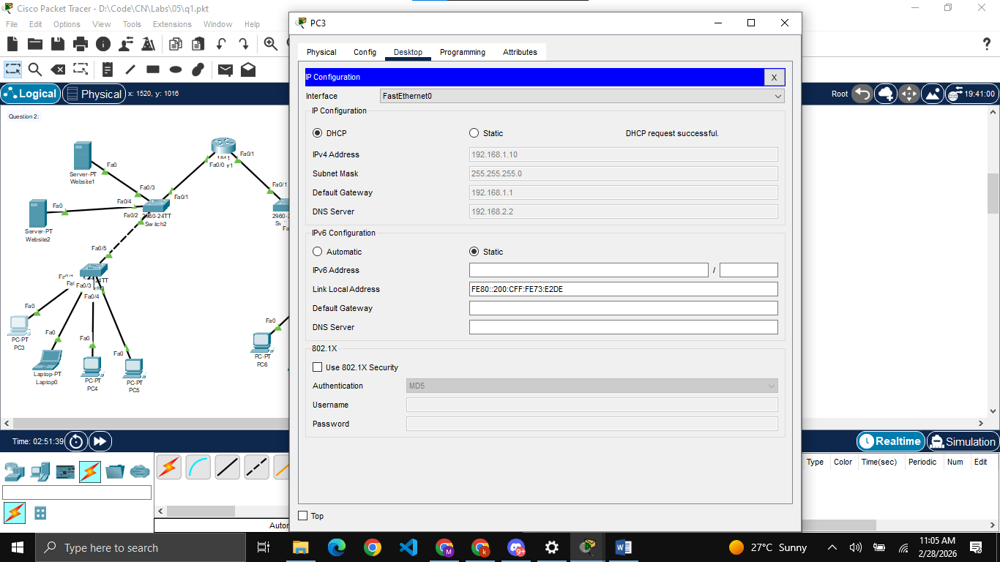 Cisco Packet Tracer - D:\Code\CN\Labs\05\q1.pkt
File Edit Options View Tools Extensions Window Help
Logical Physical x: 1520, y: 1016
Root 19:41:00
Question 2:
Fa0
Server-PT
Website1
Fa0/3
Fa0/0
Fa0/1
Fa0/1
Fa0/1
Fa0
Fa0/4
Fa0/2
2960-24TT
Switch2
Server-PT
Website2
Fa0/5
Fa0/3
Fa0/4
Fa0
PC-PT
PC3
Fa0
Laptop-PT
Laptop0
Fa0
PC-PT
PC4
Fa0
PC-PT
PC5
Fa0
PC-PT
PC6
Time: 02:51:39
Realtime Simulation
Type Color Time(sec) Periodic Num Edit
PC3
Physical Config Desktop Programming Attributes
IP Configuration X
Interface FastEthernet0
IP Configuration
DHCP Static DHCP request successful.
IPv4 Address 192.168.1.10
Subnet Mask 255.255.255.0
Default Gateway 192.168.1.1
DNS Server 192.168.2.2
IPv6 Configuration
Automatic Static
IPv6 Address /
Link Local Address FE80::200:CFF:FE73:E2DE
Default Gateway
DNS Server
802.1X
Use 802.1X Security
Authentication MD5
Username
Password
Top
Type here to search
27°C Sunny
11:05 AM
2/28/2026